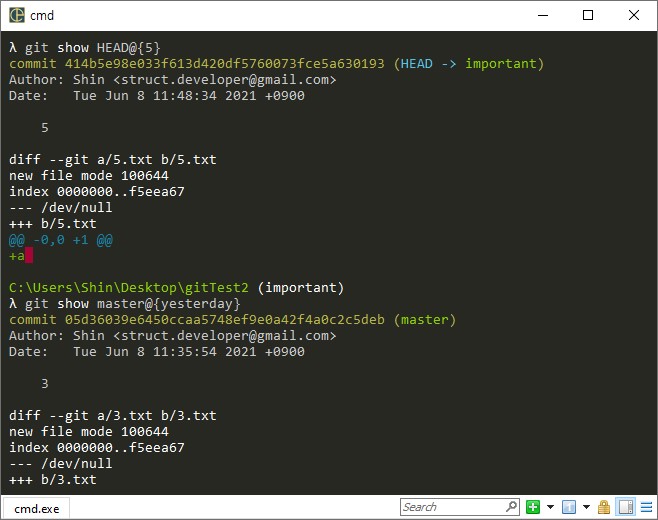 cmd
λ git show HEAD@{5}
commit 414b5e98e033f613d420df5760073fce5a630193 (HEAD -> important)
Author: Shin <struct.developer@gmail.com>
Date:   Tue Jun 8 11:48:34 2021 +0900
5
diff --git a/5.txt b/5.txt
new file mode 100644
index 0000000..f5eea67
--- /dev/null
+++ b/5.txt
@@ -0,0 +1 @@
+a
C:\Users\Shin\Desktop\gitTest2 (important)
λ git show master@{yesterday}
commit 05d36039e6450ccaa5748ef9e0a42f4a0c2c5deb (master)
Author: Shin <struct.developer@gmail.com>
Date:   Tue Jun 8 11:35:54 2021 +0900
3
diff --git a/3.txt b/3.txt
new file mode 100644
index 0000000..f5eea67
--- /dev/null
+++ b/3.txt
cmd.exe
Search